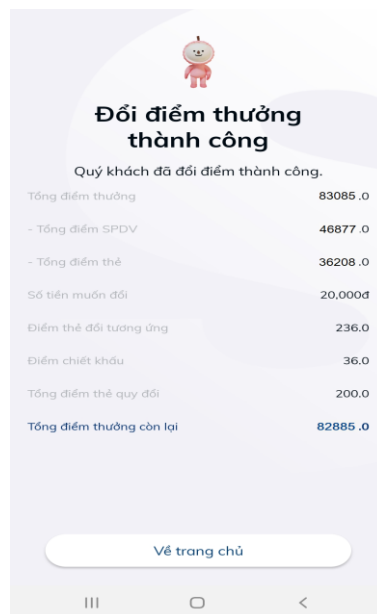 Đổi điểm thưởng
thành công
Quý khách đã đổi điểm thành công.
Tổng điểm thưởng 83085 .0
- Tổng điểm SPDV 46877 .0
- Tổng điểm thẻ 36208 .0
Số tiền muốn đổi 20,000đ
Điểm thẻ đổi tương ứng 236.0
Điểm chiết khấu 36.0
Tổng điểm thẻ quy đổi 200.0
Tổng điểm thưởng còn lại 82885 .0
Về trang chủ